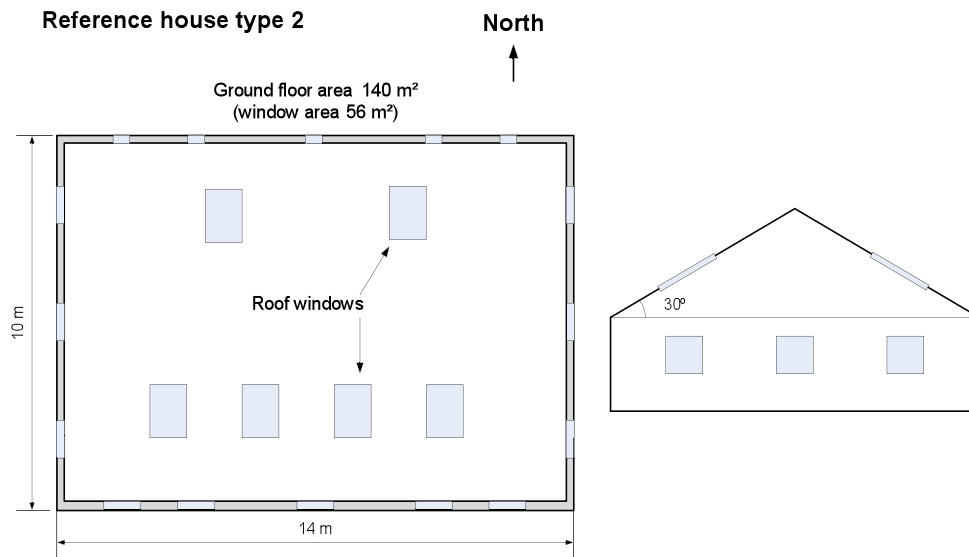 Reference house type 2
North
Ground floor area 140 m²
(window area 56 m²)
Roof windows
10 m
14 m
30º